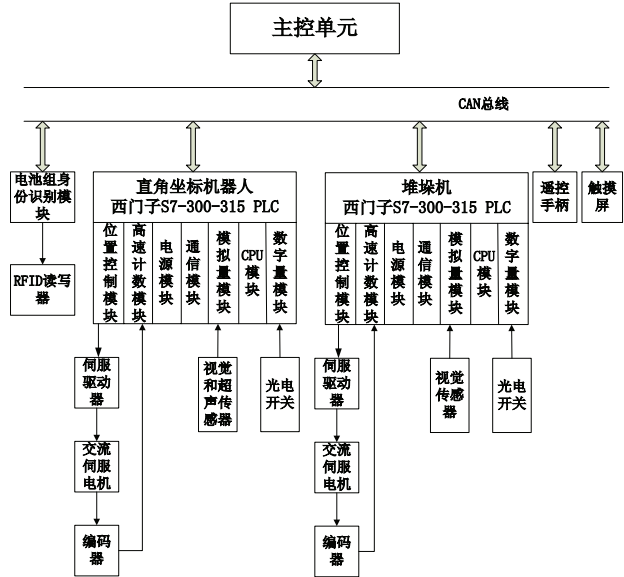 主控单元
CAN总线
电池组身
份识别模
块
RFID读写
器
直角坐标机器人
西门子S7-300-315 PLC
位置控制模块
高速计数模块
电源模块
通信模块
模拟量模块
CPU模块
数字量模块
伺服
驱动
器
交流
伺服
电机
编码
器
视觉
和超
声传
感器
光电
开关
堆垛机
西门子S7-300-315 PLC
位置控制模块
高速计数模块
电源模块
通信模块
模拟量模块
CPU模块
数字量模块
伺服
驱动
器
交流
伺服
电机
编码
器
视觉
传感
器
光电
开关
遥控
手柄
触摸
屏